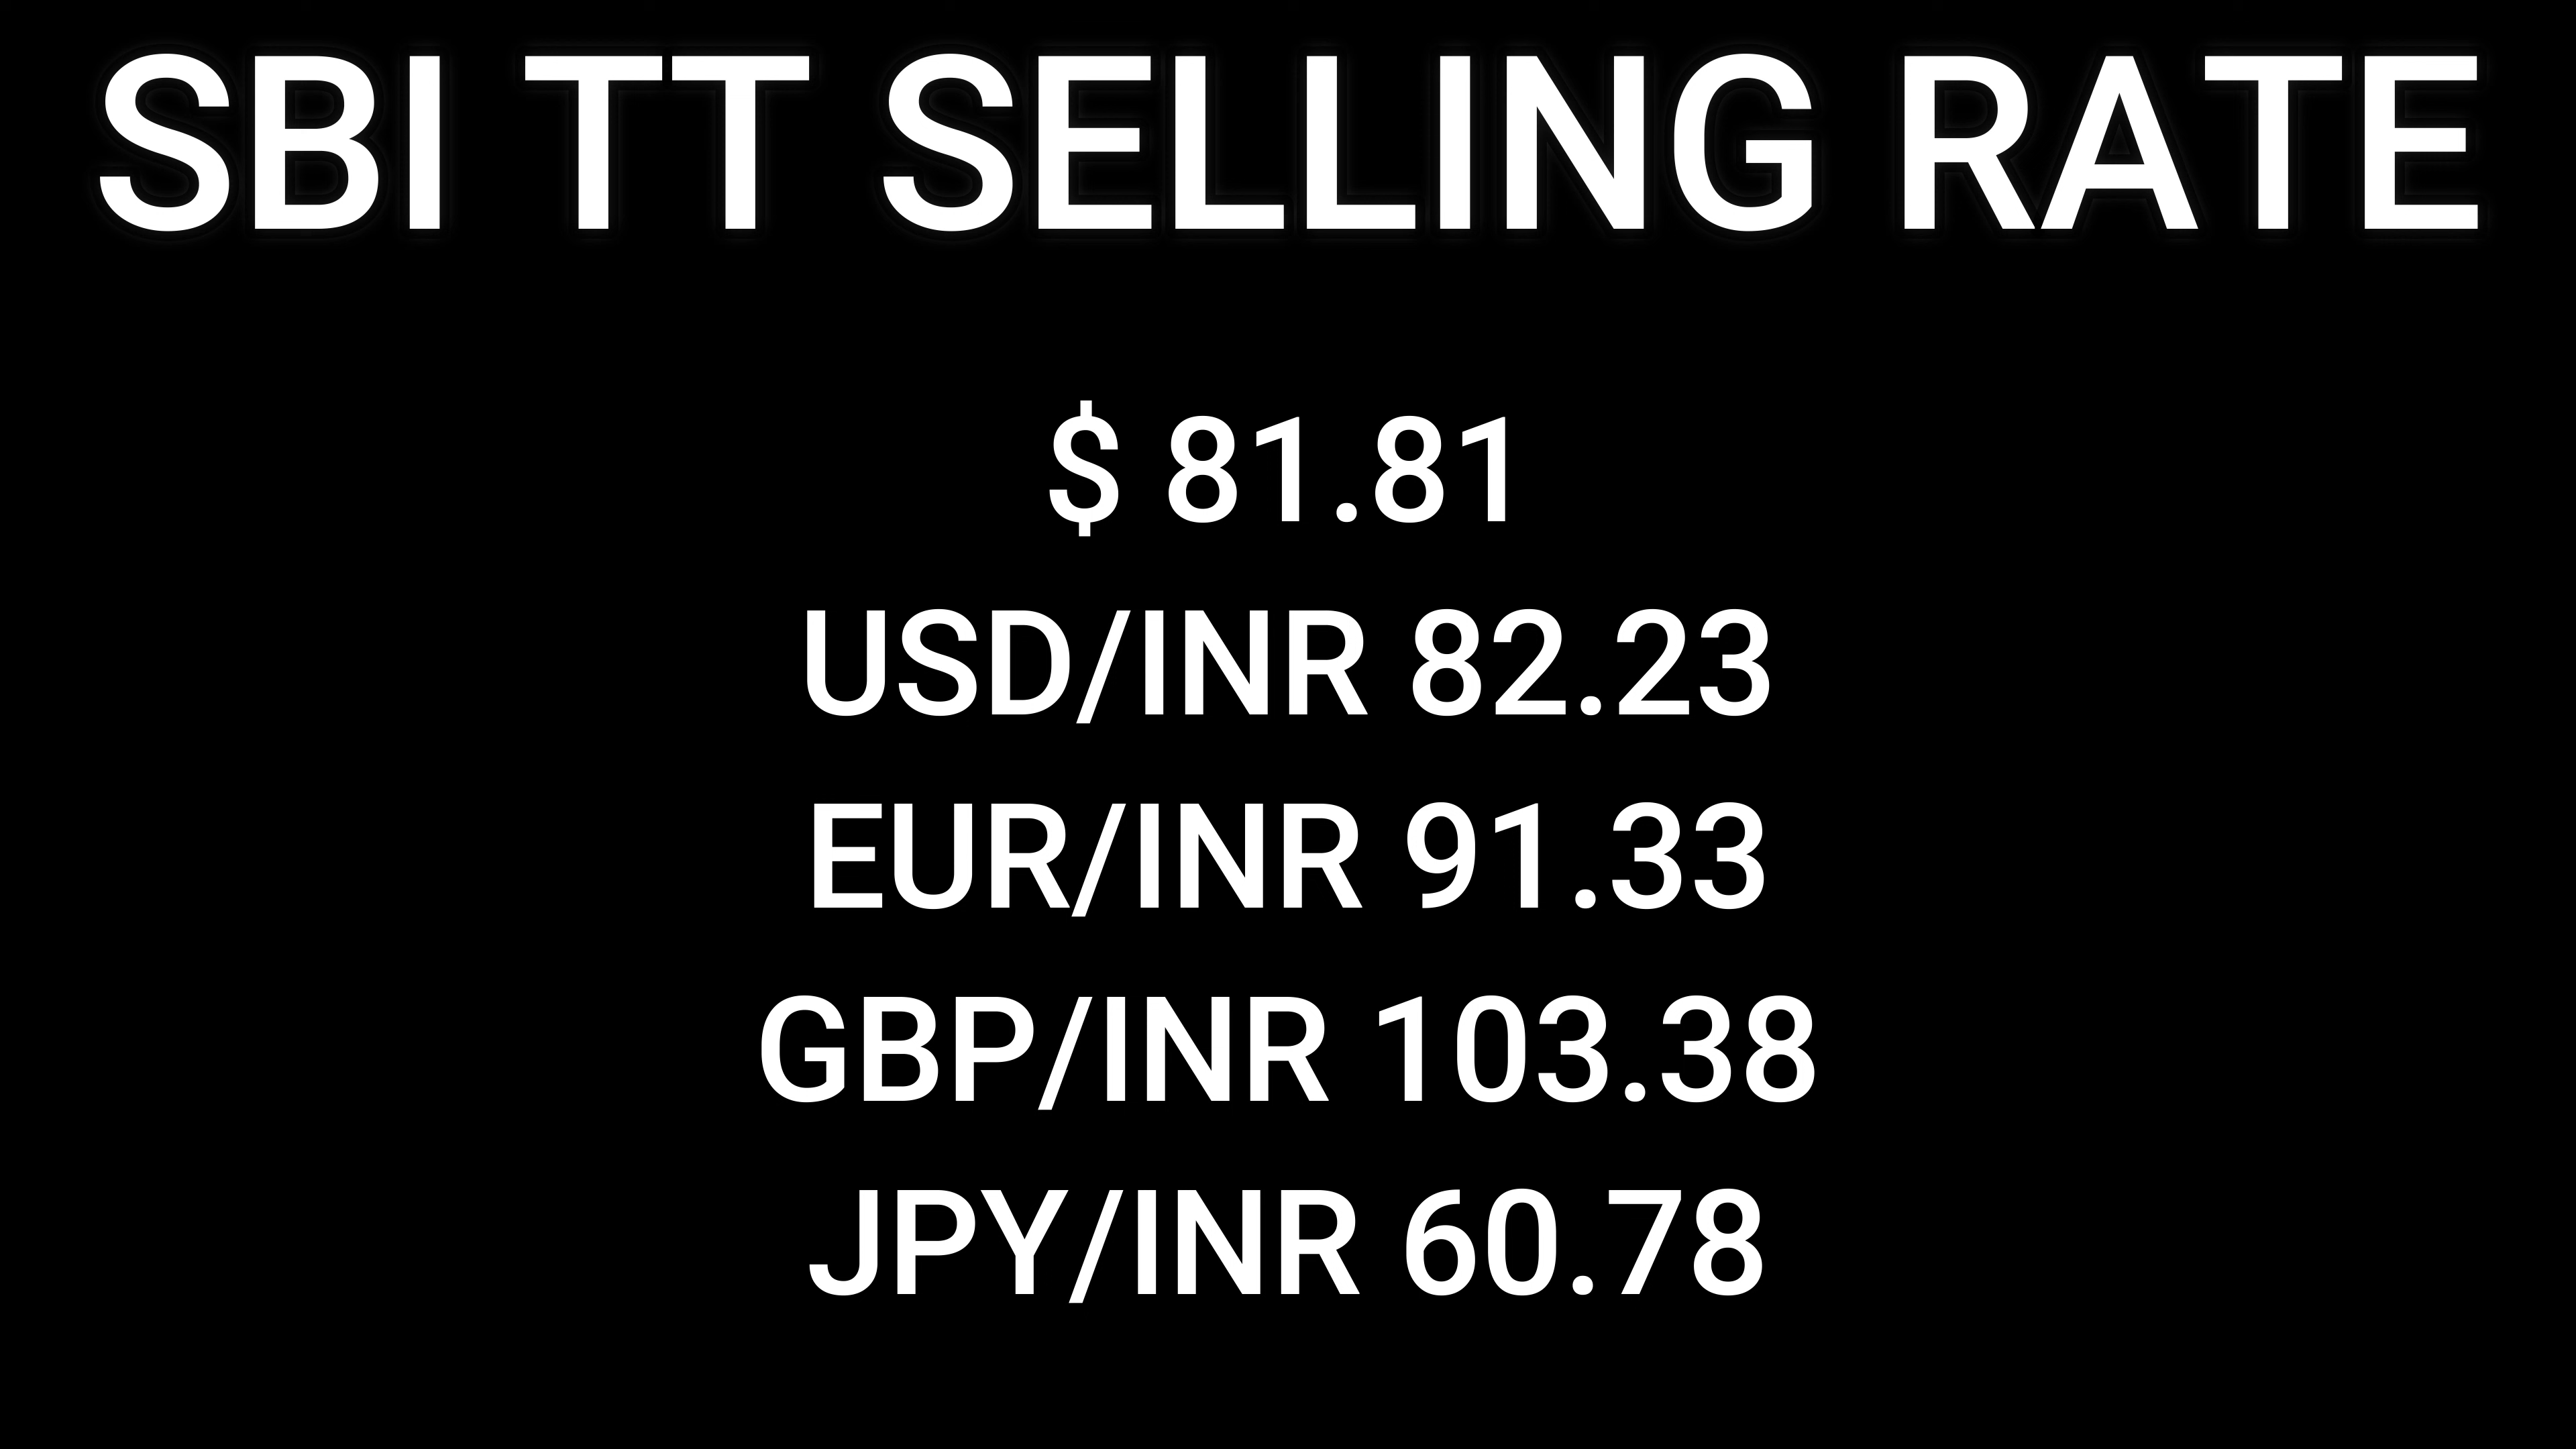 SBI TT SELLING RATE
$ 81.81
USD/INR 82.23
EUR/INR 91.33
GBP/INR 103.38
JPY/INR 60.78